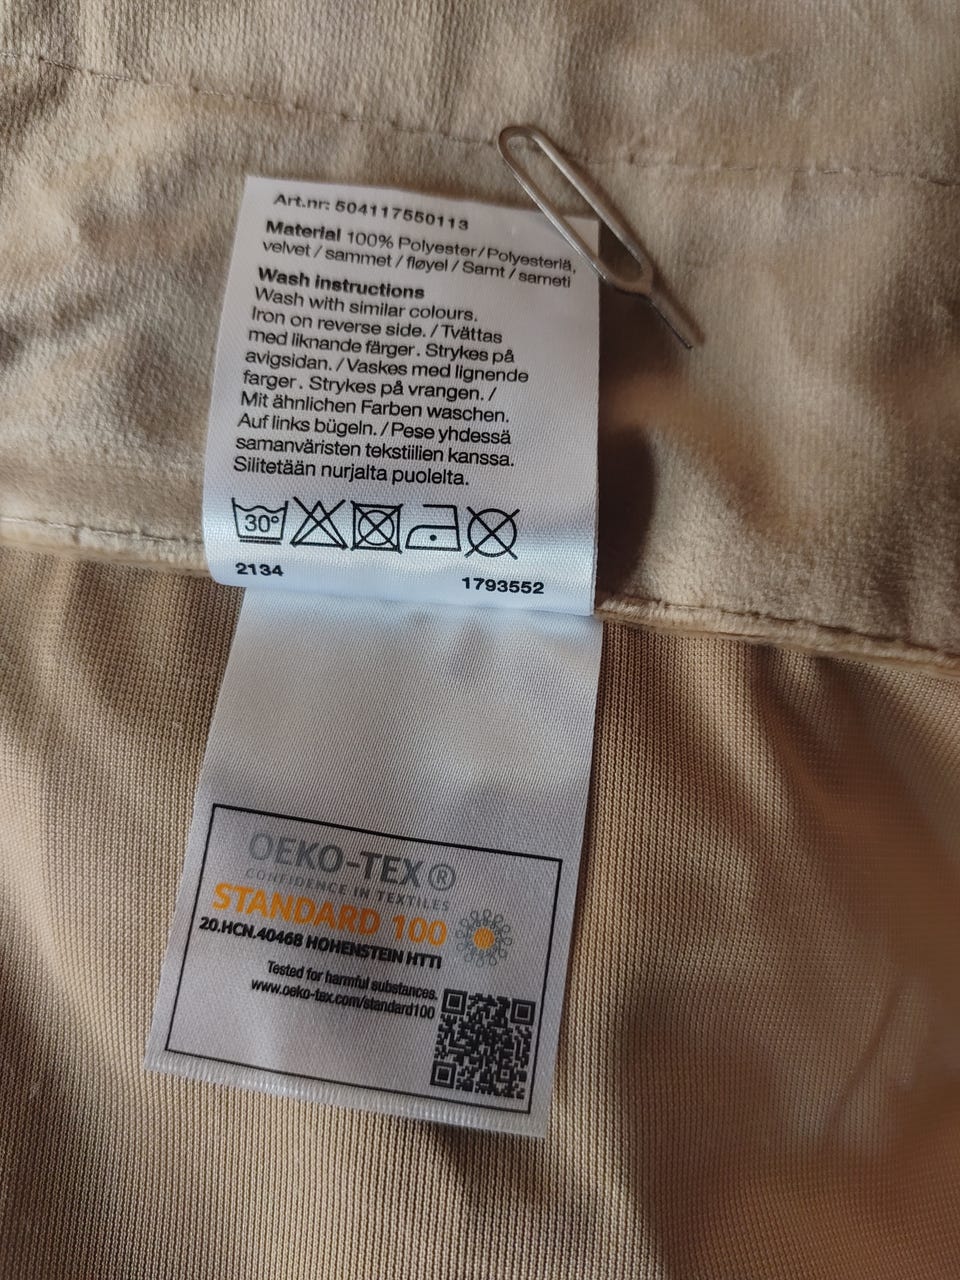 Art.nr: 504117550113
Material 100% Polyester/Polyesteriä,
velvet / sammet / fløyel / Samt / sameti
Wash instructions
Wash with similar colours.
Iron on reverse side. / Tvättas
med liknande färger. Strykes på
avigsidan. / Vaskes med lignende
farger. Strykes på vrangen. /
Mit ähnlichen Farben waschen.
Auf links bügeln. / Pese yhdessä
samanväristen tekstiilien kanssa.
Silitetään nurjalta puolelta.
30°
2134 1793552
OEKO-TEX®
CONFIDENCE IN TEXTILES
STANDARD 100
20.HCN.40468 HOHENSTEIN HTTI
Tested for harmful substances.
www.oeko-tex.com/standard100